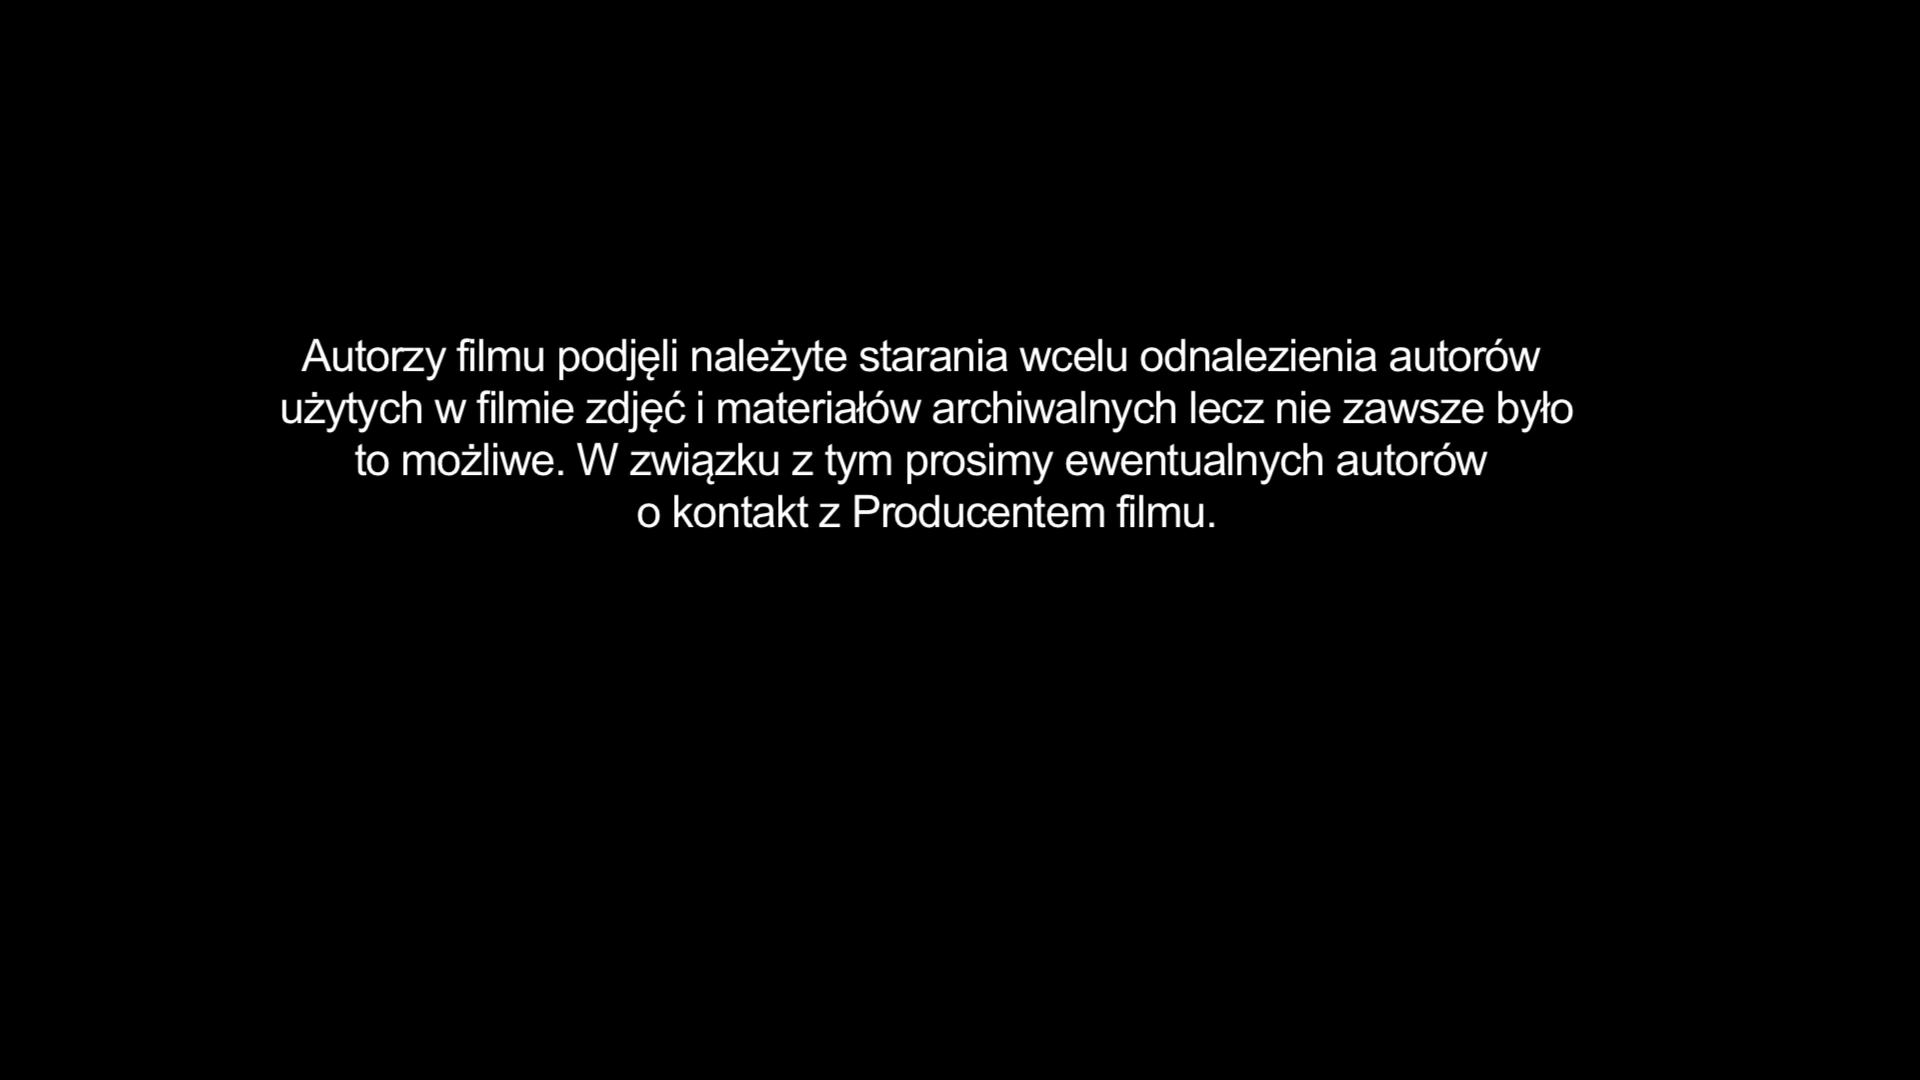 Autorzy filmu podjęli należyte starania wcelu odnalezienia autorów
użytych w filmie zdjęć i materiałów archiwalnych lecz nie zawsze było
to możliwe. W związku z tym prosimy ewentualnych autorów
o kontakt z Producentem filmu.